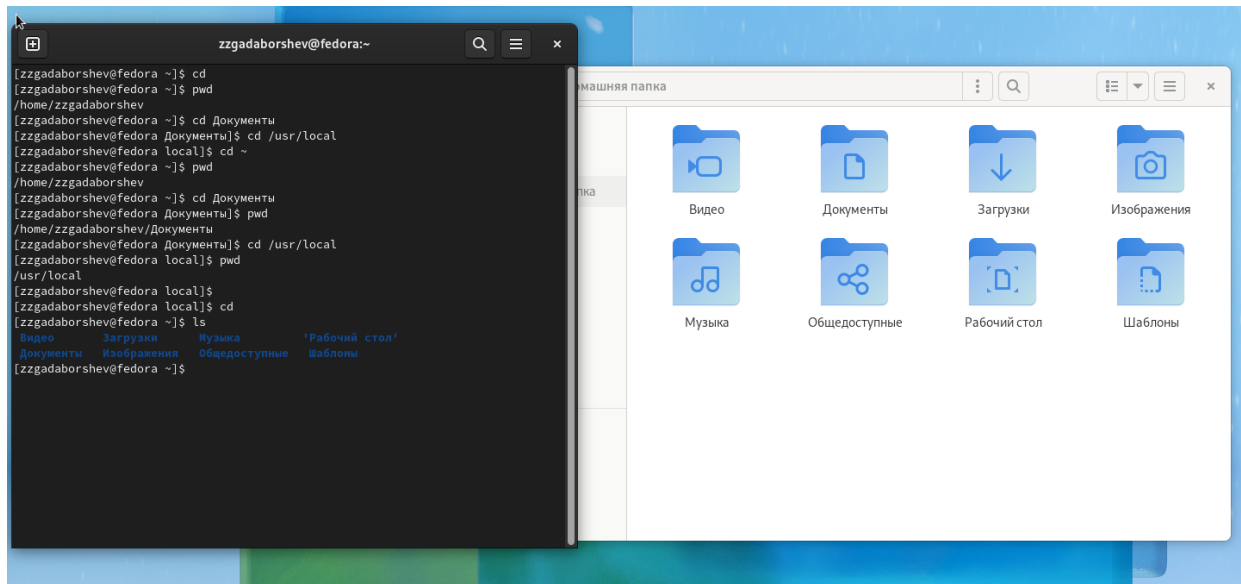 zzgadaborshev@fedora:~
[zzgadaborshev@fedora ~]$ cd
[zzgadaborshev@fedora ~]$ pwd
/home/zzgadaborshev
[zzgadaborshev@fedora ~]$ cd Документы
[zzgadaborshev@fedora Документы]$ cd /usr/local
[zzgadaborshev@fedora local]$ cd ~
[zzgadaborshev@fedora ~]$ pwd
/home/zzgadaborshev
[zzgadaborshev@fedora ~]$ cd Документы
[zzgadaborshev@fedora Документы]$ pwd
/home/zzgadaborshev/Документы
[zzgadaborshev@fedora Документы]$ cd /usr/local
[zzgadaborshev@fedora local]$ pwd
/usr/local
[zzgadaborshev@fedora local]$
[zzgadaborshev@fedora local]$ cd
[zzgadaborshev@fedora ~]$ ls
Видео Загрузки Музыка 'Рабочий стол'
Документы Изображения Общедоступные Шаблоны
[zzgadaborshev@fedora ~]$
омашняя папка
пка
Видео Документы Загрузки Изображения
Музыка Общедоступные Рабочий стол Шаблоны